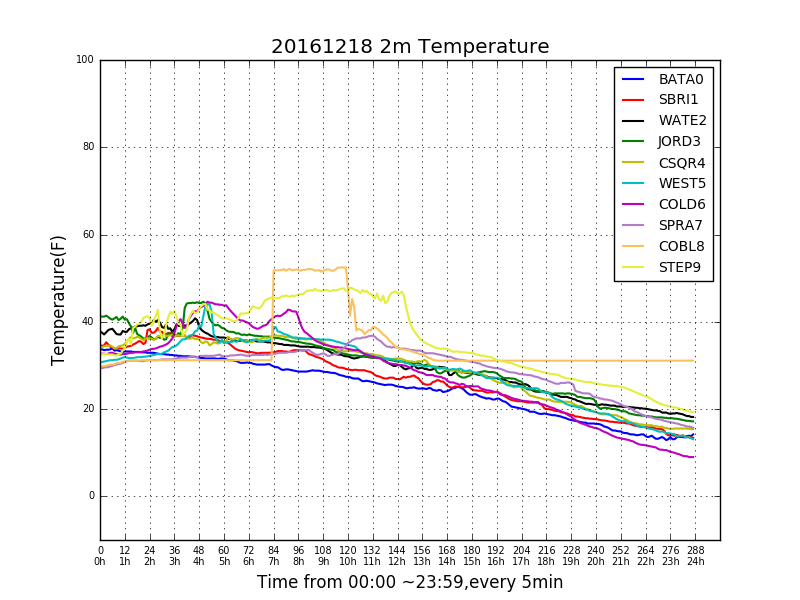 20161218 2m Temperature
100
80
60
40
20
0
Temperature(F)
BATA0
SBRI1
WATE2
JORD3
CSQR4
WEST5
COLD6
SPRA7
COBL8
STEP9
0 12 24 36 48 60 72 84 96 108 120 132 144 156 168 180 192 204 216 228 240 252 264 276 288
0h 1h 2h 3h 4h 5h 6h 7h 8h 9h 10h 11h 12h 13h 14h 15h 16h 17h 18h 19h 20h 21h 22h 23h 24h
Time from 00:00 ~23:59,every 5min